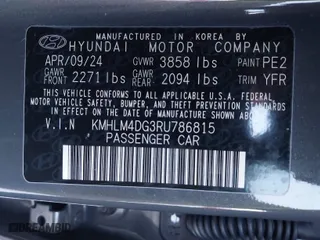 MANUFACTURED IN KOREA BY
HYUNDAI MOTOR COMPANY
APR/09/24 GVWR 3858 lbs PAINT PE2
GAWR FRT 2271 lbs GAWR RR 2094 lbs TRIM YFR
THIS VEHICLE CONFORMS TO ALL APPLICABLE
U.S. FEDERAL MOTOR VEHICLE SAFETY, BUMPER,
AND THEFT PREVENTION STANDARDS IN EFFECT ON
THE DATE OF MANUFACTURE SHOWN ABOVE.
V.I.N KMHLM4DG3RU786815
PASSENGER CAR